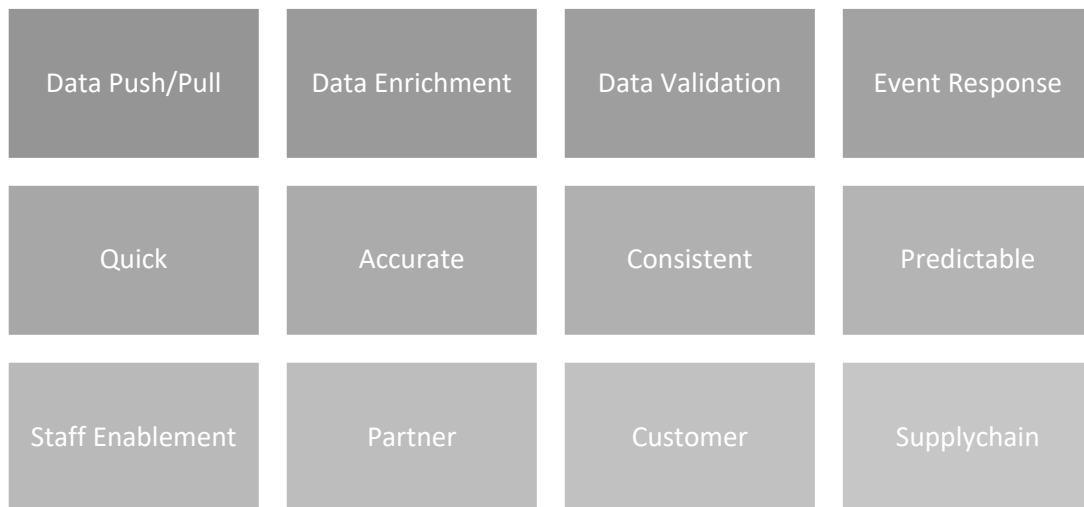 Data Push/Pull
Data Enrichment
Data Validation
Event Response
Quick
Accurate
Consistent
Predictable
Staff Enablement
Partner
Customer
Supplychain